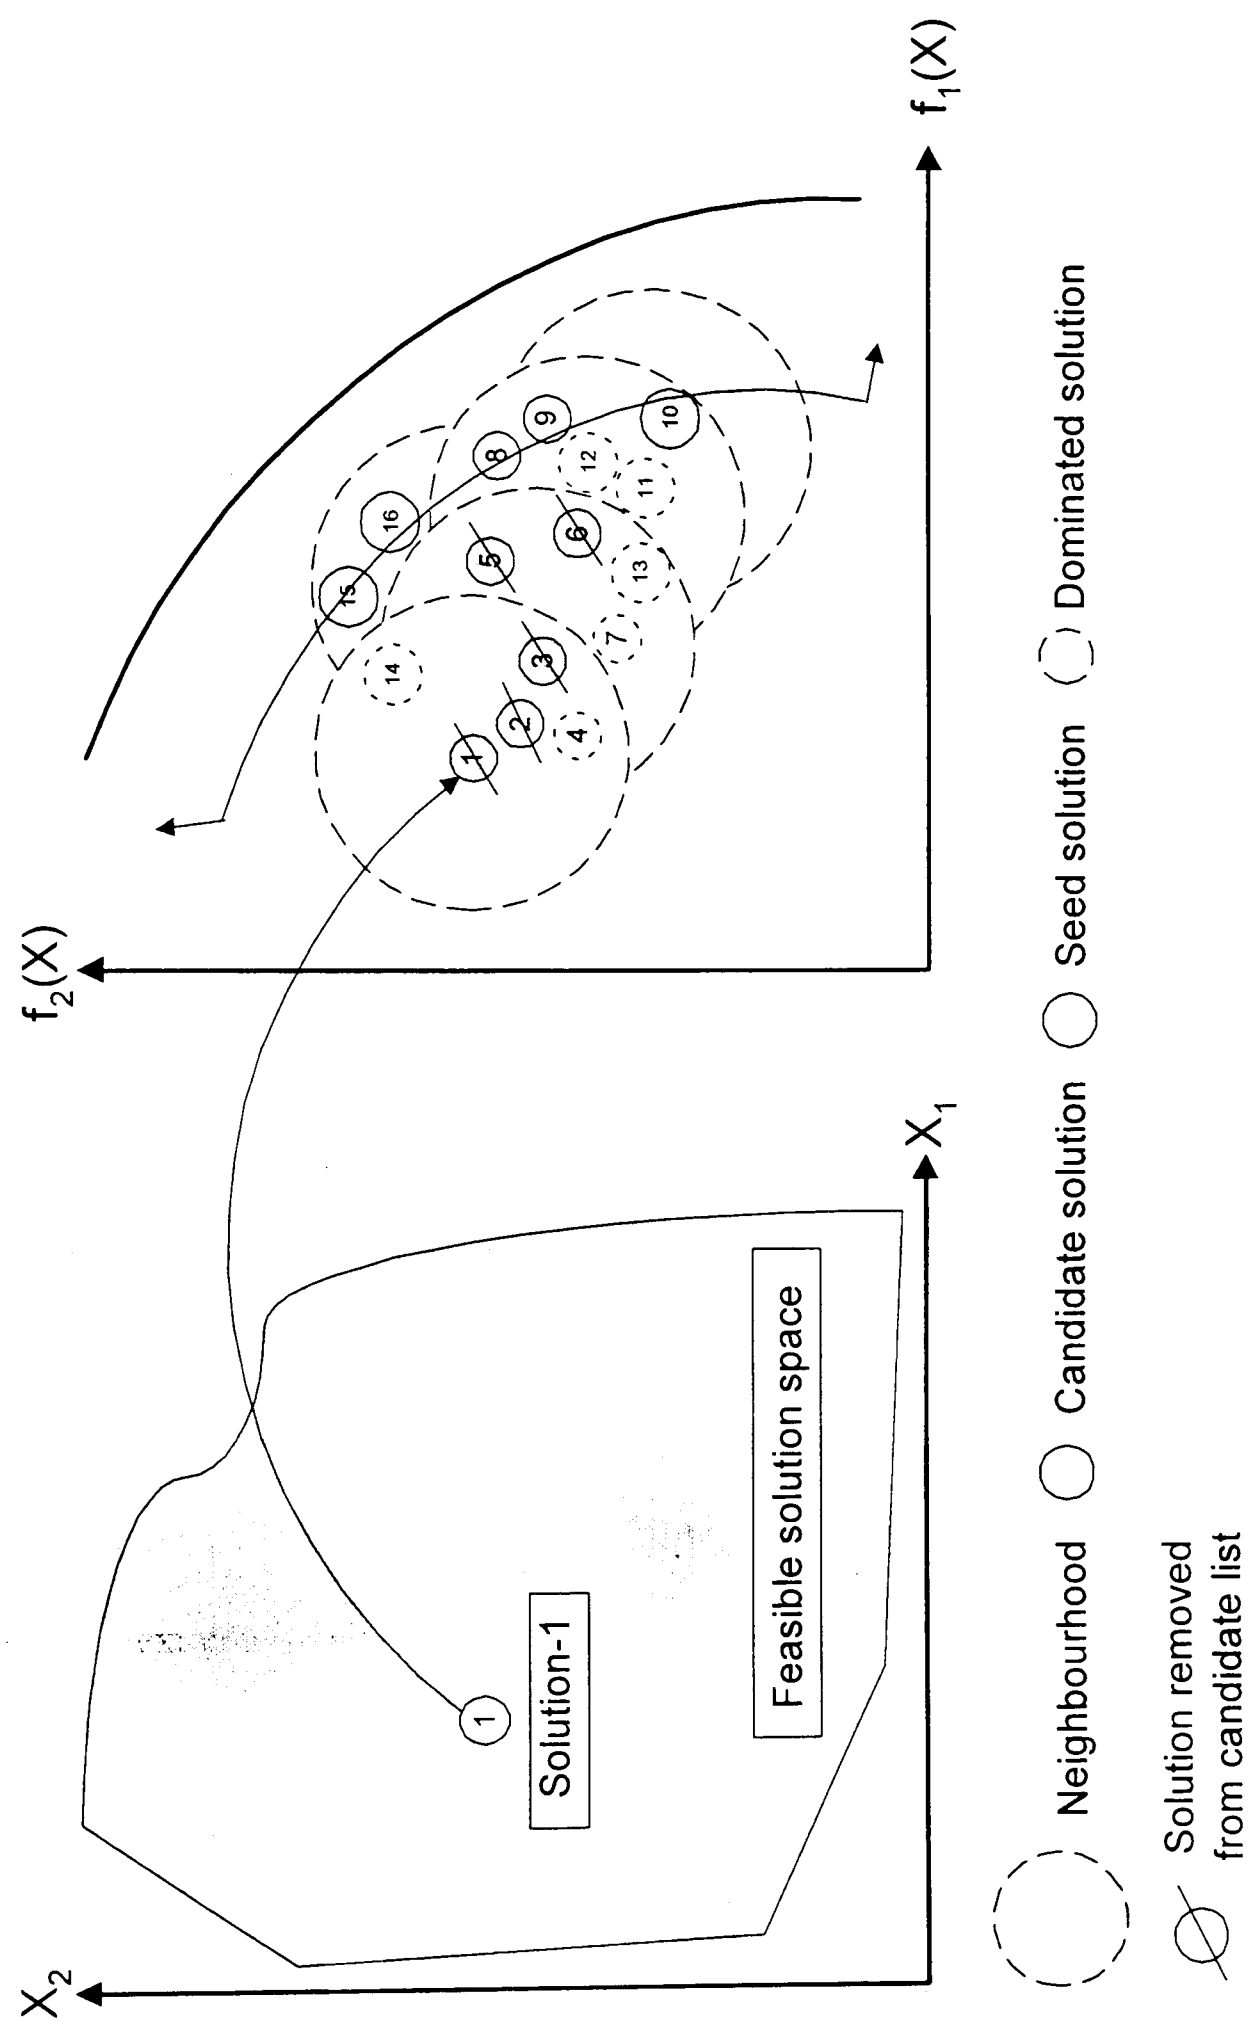 X2
X1
1
Solution-1
Feasible solution space
f2(X)
f1(X)
15
16
14
8
5
9
1
2
3
6
12
10
4
7
13
11
Neighbourhood
Candidate solution
Seed solution
Dominated solution
Solution removed
from candidate list